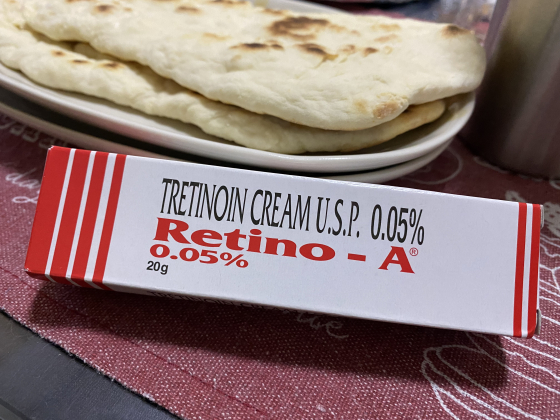 TRETINOIN CREAM U.S.P. 0.05%
Retino - A®
0.05%
20g